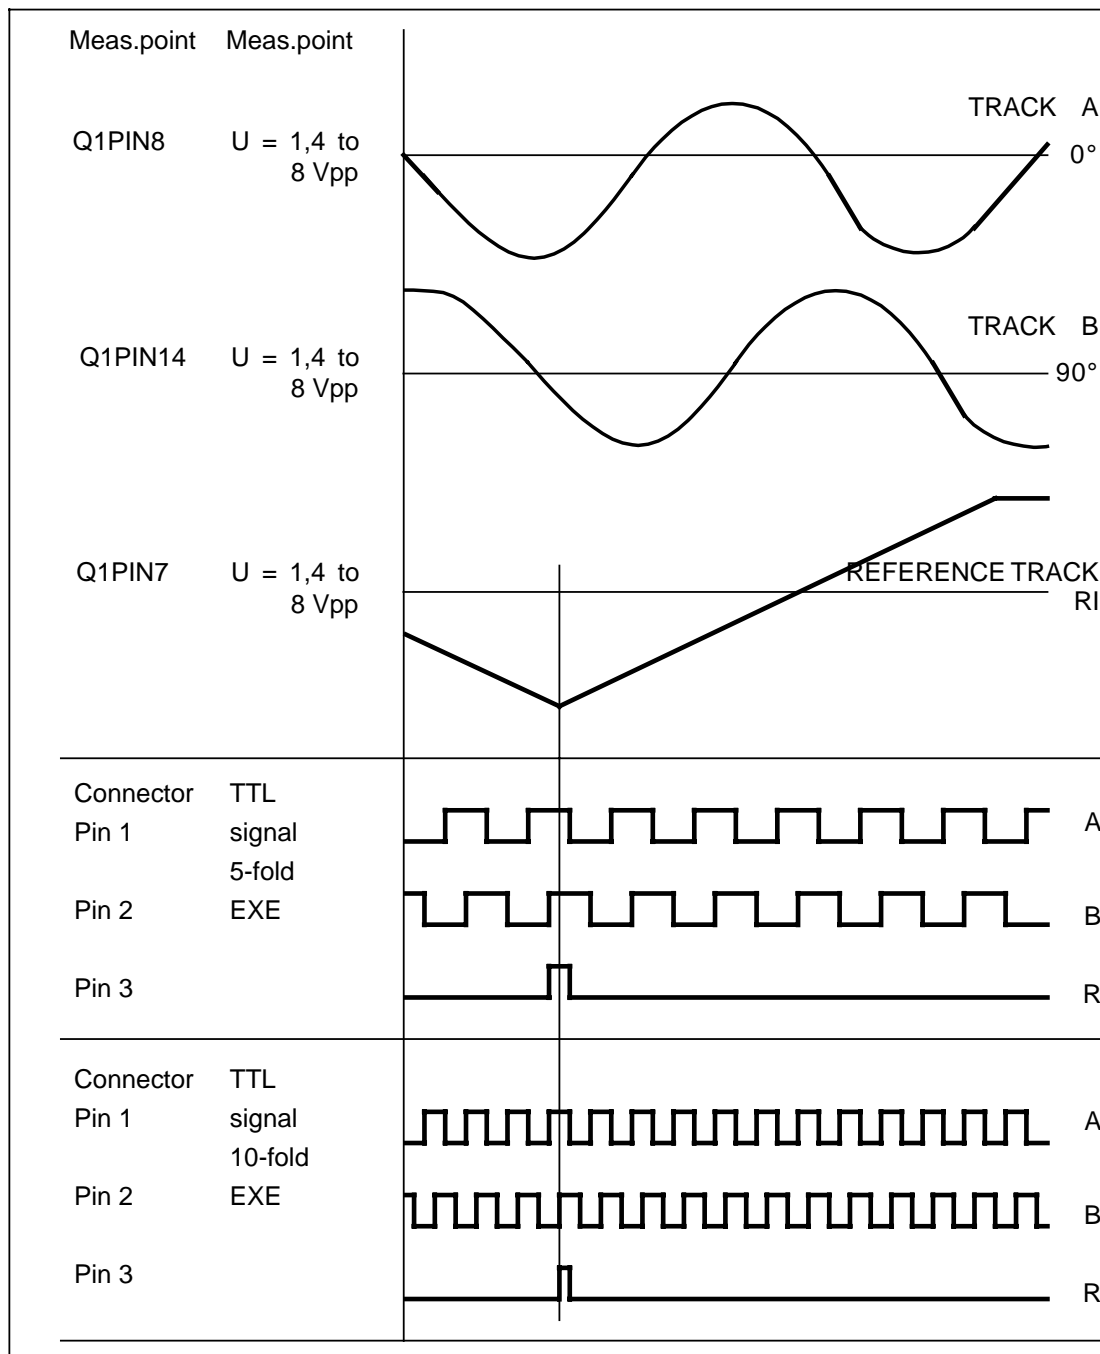 Meas.point Meas.point
TRACK A
Q1PIN8 U = 1,4 to
8 Vpp
0°
TRACK B
Q1PIN14 U = 1,4 to
8 Vpp
90°
Q1PIN7 U = 1,4 to
8 Vpp
REFERENCE TRACK
RI
Connector TTL
Pin 1 signal A
5-fold
Pin 2 EXE B
Pin 3 R
Connector TTL
Pin 1 signal A
10-fold
Pin 2 EXE B
Pin 3 R